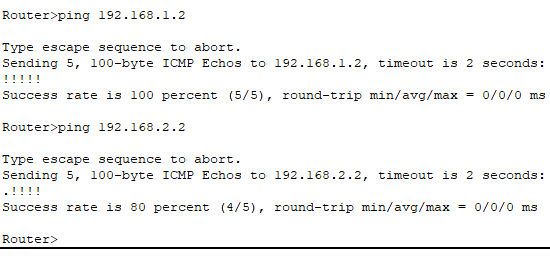 Router>ping 192.168.1.2
Type escape sequence to abort.
Sending 5, 100-byte ICMP Echos to 192.168.1.2, timeout is 2 seconds:
!!!!!
Success rate is 100 percent (5/5), round-trip min/avg/max = 0/0/0 ms
Router>ping 192.168.2.2
Type escape sequence to abort.
Sending 5, 100-byte ICMP Echos to 192.168.2.2, timeout is 2 seconds:
.!!!!
Success rate is 80 percent (4/5), round-trip min/avg/max = 0/0/0 ms
Router>